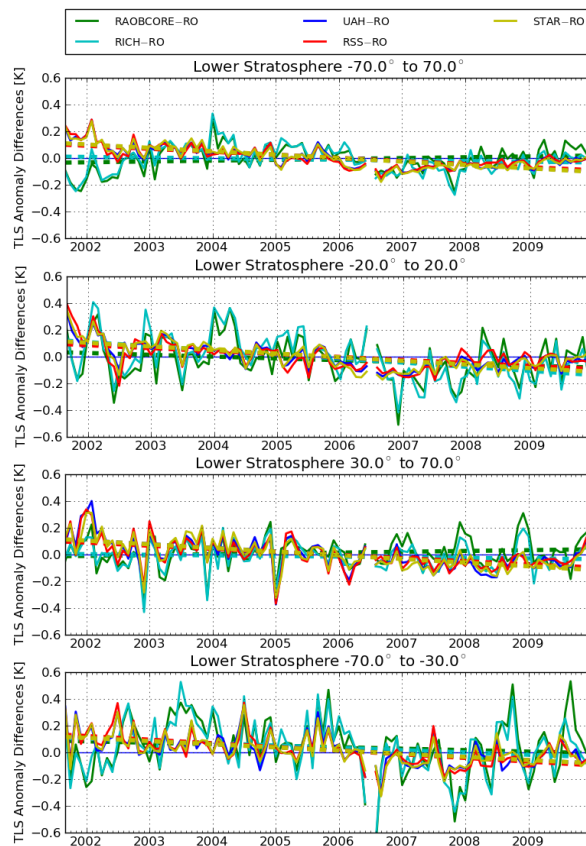 RAOBCORE−RO UAH−RO STAR−RO
RICH−RO RSS−RO
Lower Stratosphere -70.0° to 70.0°
TLS Anomaly Differences [K]
0.6
0.4
0.2
0.0
−0.2
−0.4
−0.6
2002 2003 2004 2005 2006 2007 2008 2009
Lower Stratosphere -20.0° to 20.0°
TLS Anomaly Differences [K]
0.6
0.4
0.2
0.0
−0.2
−0.4
−0.6
2002 2003 2004 2005 2006 2007 2008 2009
Lower Stratosphere 30.0° to 70.0°
TLS Anomaly Differences [K]
0.6
0.4
0.2
0.0
−0.2
−0.4
−0.6
2002 2003 2004 2005 2006 2007 2008 2009
Lower Stratosphere -70.0° to -30.0°
TLS Anomaly Differences [K]
0.6
0.4
0.2
0.0
−0.2
−0.4
−0.6
2002 2003 2004 2005 2006 2007 2008 2009